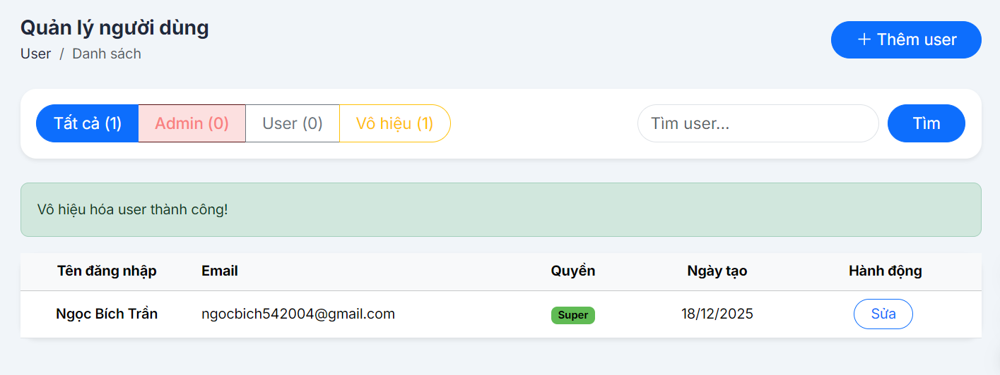 Quản lý người dùng
User / Danh sách
+ Thêm user
Tất cả (1) Admin (0) User (0) Vô hiệu (1) Tìm user... Tìm
Vô hiệu hóa user thành công!
Tên đăng nhập Email Quyền Ngày tạo Hành động
Ngọc Bích Trần ngocbich542004@gmail.com Super 18/12/2025 Sửa